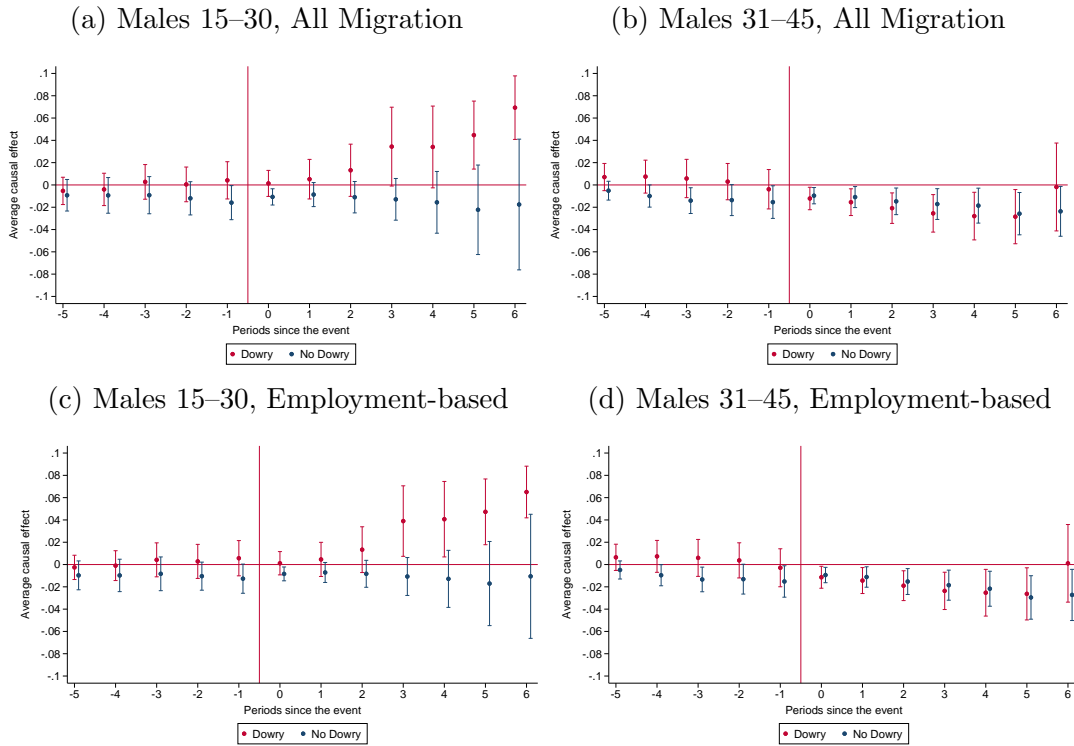 (a) Males 15–30, All Migration
.1
.08
.06
.04
.02
0
-.02
-.04
-.06
-.08
-.1
Average causal effect
-5 -4 -3 -2 -1 0 1 2 3 4 5 6
Periods since the event
Dowry No Dowry
(b) Males 31–45, All Migration
.1
.08
.06
.04
.02
0
-.02
-.04
-.06
-.08
-.1
Average causal effect
-5 -4 -3 -2 -1 0 1 2 3 4 5 6
Periods since the event
Dowry No Dowry
(c) Males 15–30, Employment-based
.1
.08
.06
.04
.02
0
-.02
-.04
-.06
-.08
-.1
Average causal effect
-5 -4 -3 -2 -1 0 1 2 3 4 5 6
Periods since the event
Dowry No Dowry
(d) Males 31–45, Employment-based
.1
.08
.06
.04
.02
0
-.02
-.04
-.06
-.08
-.1
Average causal effect
-5 -4 -3 -2 -1 0 1 2 3 4 5 6
Periods since the event
Dowry No Dowry